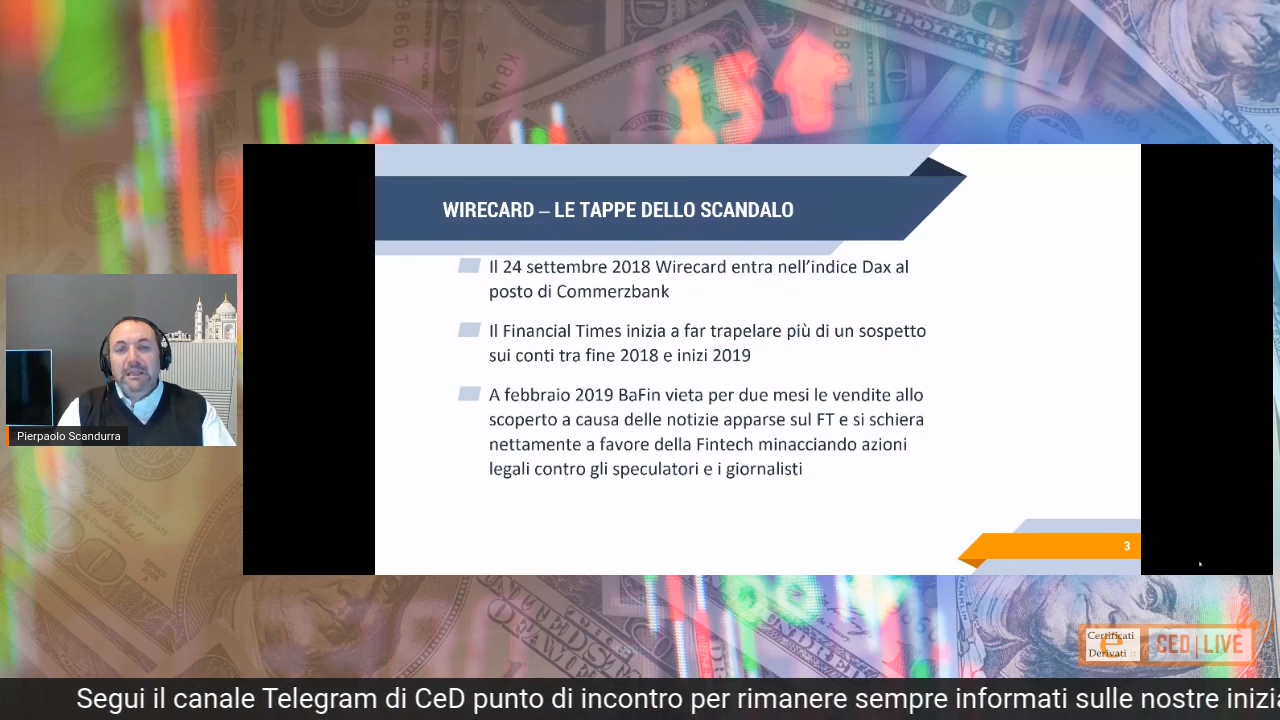 WIRECARD – LE TAPPE DELLO SCANDALO
Il 24 settembre 2018 Wirecard entra nell’indice Dax al
posto di Commerzbank
Il Financial Times inizia a far trapelare più di un sospetto
sui conti tra fine 2018 e inizi 2019
A febbraio 2019 BaFin vieta per due mesi le vendite allo
scoperto a causa delle notizie apparse sul FT e si schiera
nettamente a favore della Fintech minacciando azioni
legali contro gli speculatori e i giornalisti
3
Pierpaolo Scandurra
Certificati
Derivati.it
CED|LIVE
Segui il canale Telegram di CeD punto di incontro per rimanere sempre informati sulle nostre inizia